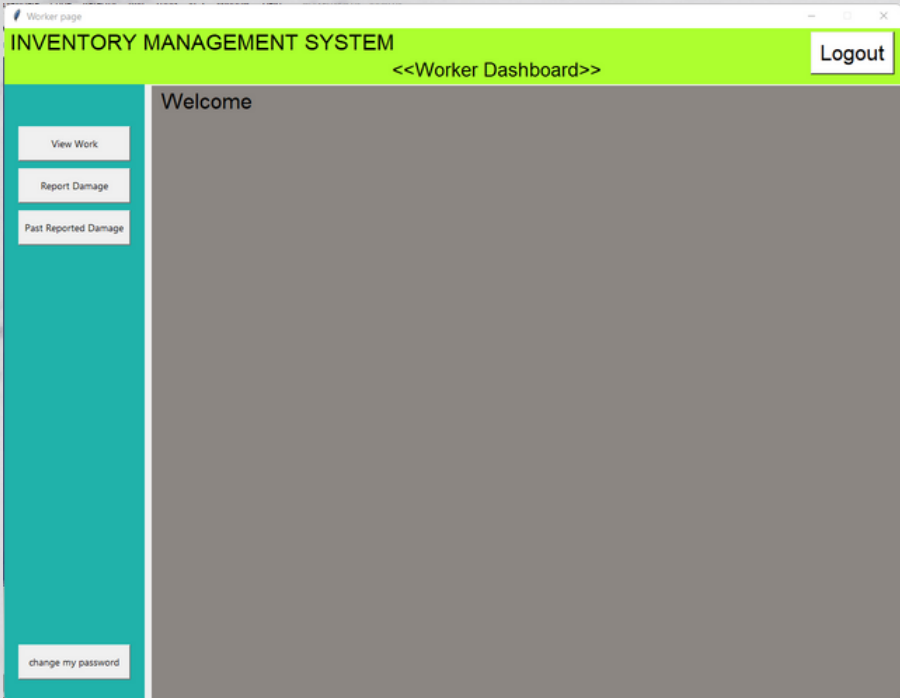 Worker page
INVENTORY MANAGEMENT SYSTEM
<<Worker Dashboard>>
Logout
Welcome
View Work
Report Damage
Past Reported Damage
change my password